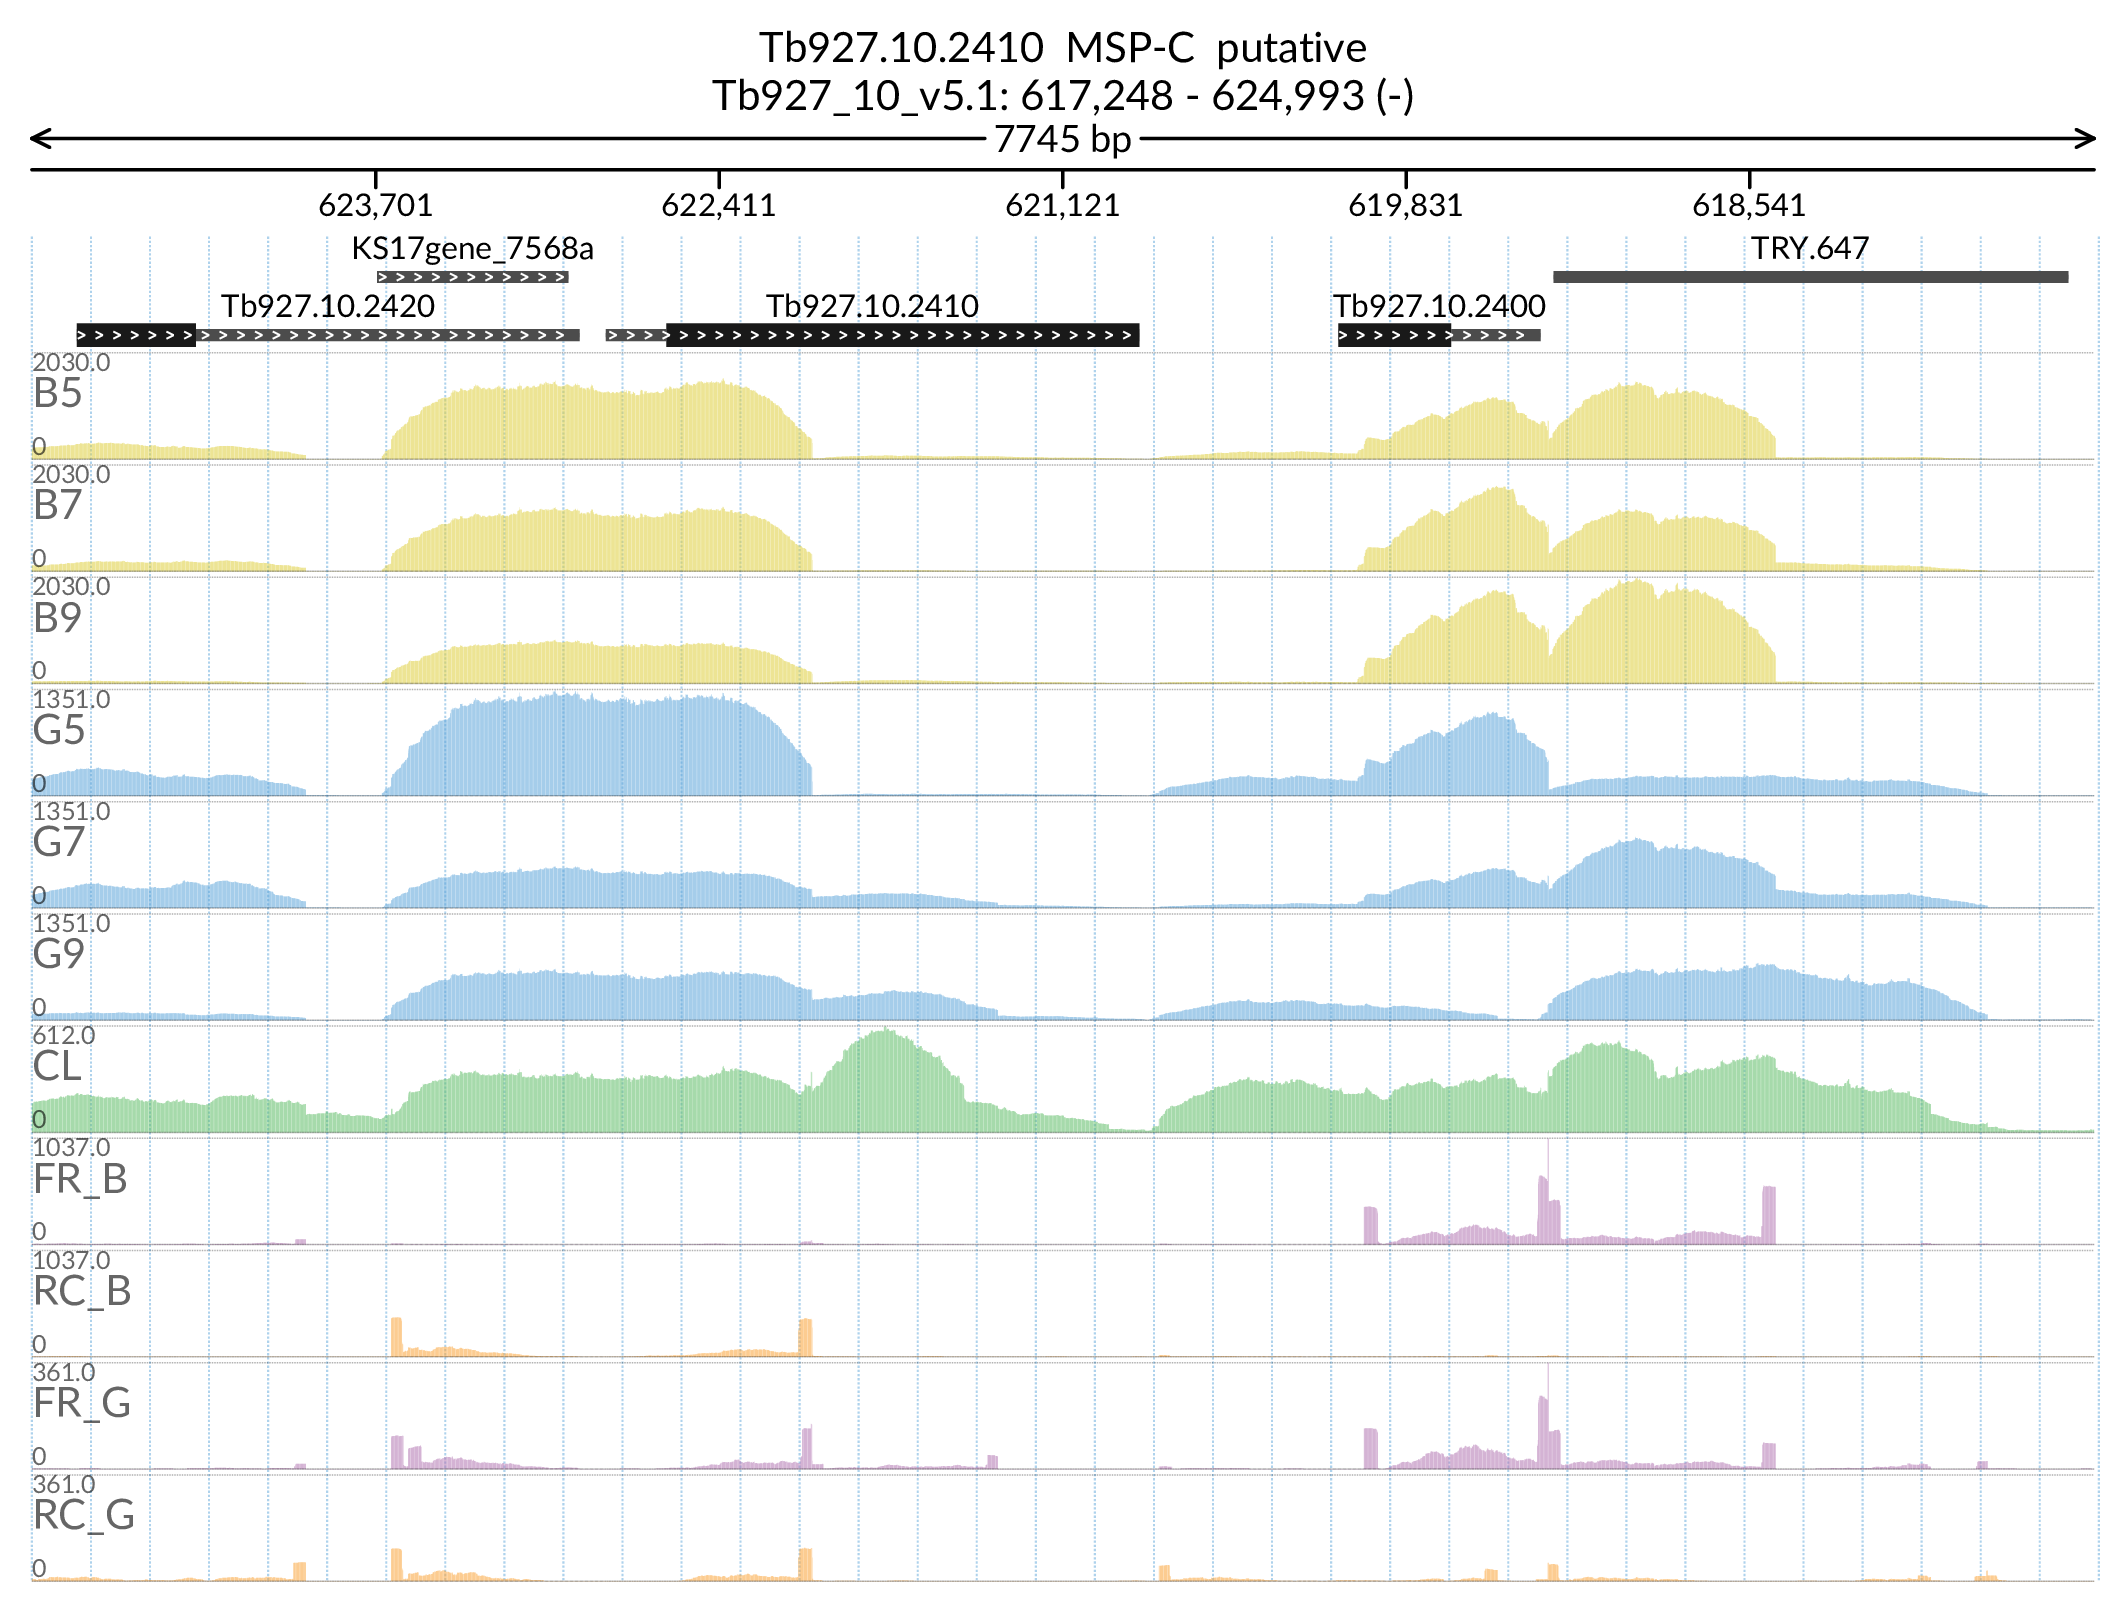 Tb927.10.2410 MSP-C putative
Tb927_10_v5.1: 617,248 - 624,993 (-)
7745 bp
623,701 622,411 621,121 619,831 618,541
KS17gene_7568a TRY.647
Tb927.10.2420 Tb927.10.2410 Tb927.10.2400
2030.0
B5
0
2030.0
B7
0
2030.0
B9
0
1351.0
G5
0
1351.0
G7
0
1351.0
G9
0
612.0
CL
0
1037.0
FR_B
0
1037.0
RC_B
0
361.0
FR_G
0
361.0
RC_G
0